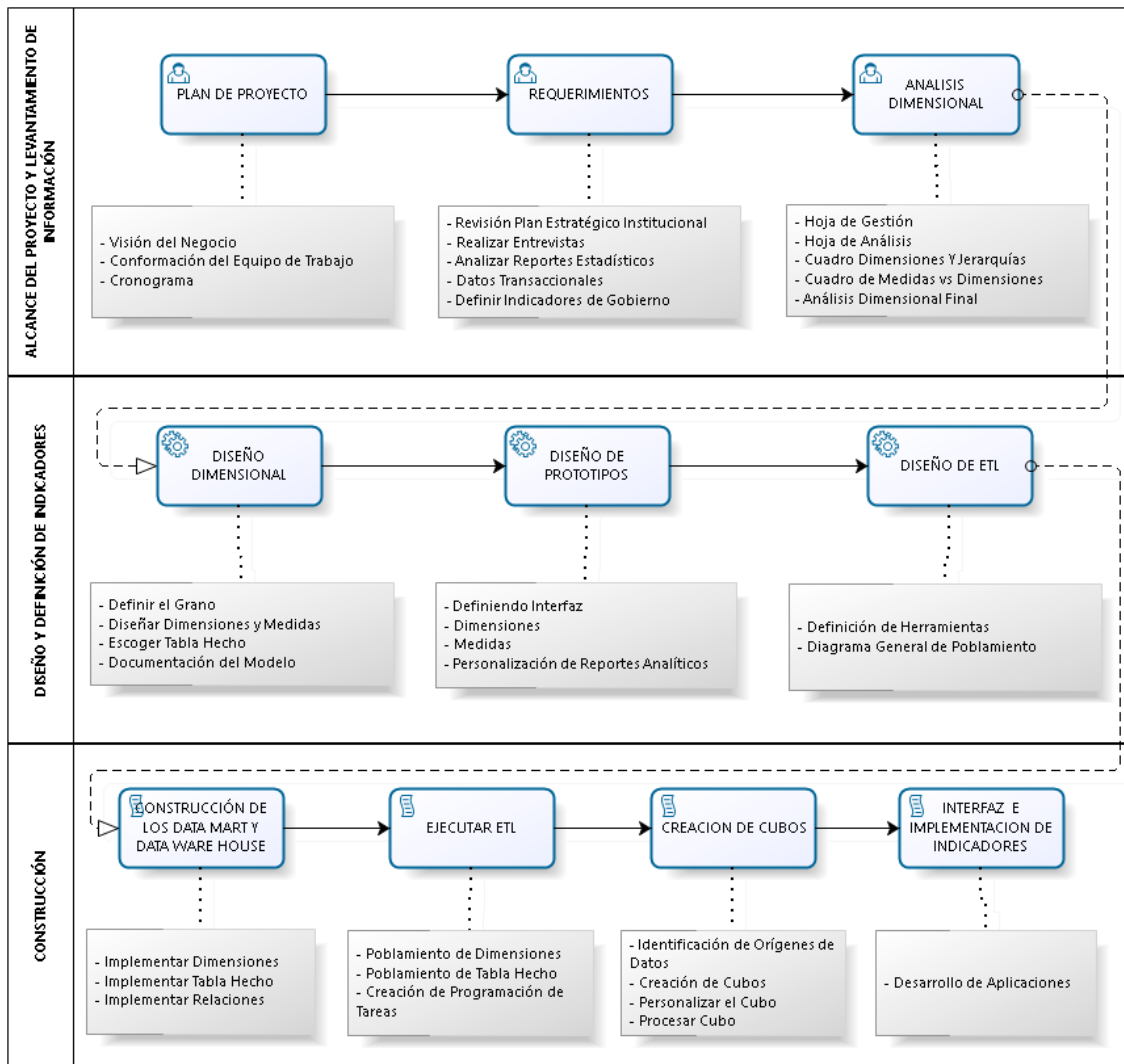 ALCANCE DEL PROYECTO Y LEVANTAMIENTO DE
INFORMACIÓN
PLAN DE PROYECTO
REQUERIMIENTOS
ANALISIS
DIMENSIONAL
- Visión del Negocio
- Conformación del Equipo de Trabajo
- Cronograma
- Revisión Plan Estratégico Institucional
- Realizar Entrevistas
- Analizar Reportes Estadísticos
- Datos Transaccionales
- Definir Indicadores de Gobierno
- Hoja de Gestión
- Hoja de Análisis
- Cuadro Dimensiones Y Jerarquías
- Cuadro de Medidas vs Dimensiones
- Análisis Dimensional Final
DISEÑO Y DEFINICIÓN DE INDICADORES
DISEÑO
DIMENSIONAL
DISEÑO DE
PROTOTIPOS
DISEÑO DE ETL
- Definir el Grano
- Diseñar Dimensiones y Medidas
- Escoger Tabla Hecho
- Documentación del Modelo
- Definiendo Interfaz
- Dimensiones
- Medidas
- Personalización de Reportes Analíticos
- Definición de Herramientas
- Diagrama General de Poblamiento
CONSTRUCCIÓN
CONSTRUCCIÓN DE
LOS DATA MART Y
DATA WARE HOUSE
EJECUTAR ETL
CREACION DE CUBOS
INTERFAZ E
IMPLEMENTACION DE
INDICADORES
- Implementar Dimensiones
- Implementar Tabla Hecho
- Implementar Relaciones
- Poblamiento de Dimensiones
- Poblamiento de Tabla Hecho
- Creación de Programación de
Tareas
- Identificación de Orígenes de
Datos
- Creación de Cubos
- Personalizar el Cubo
- Procesar Cubo
- Desarrollo de Aplicaciones